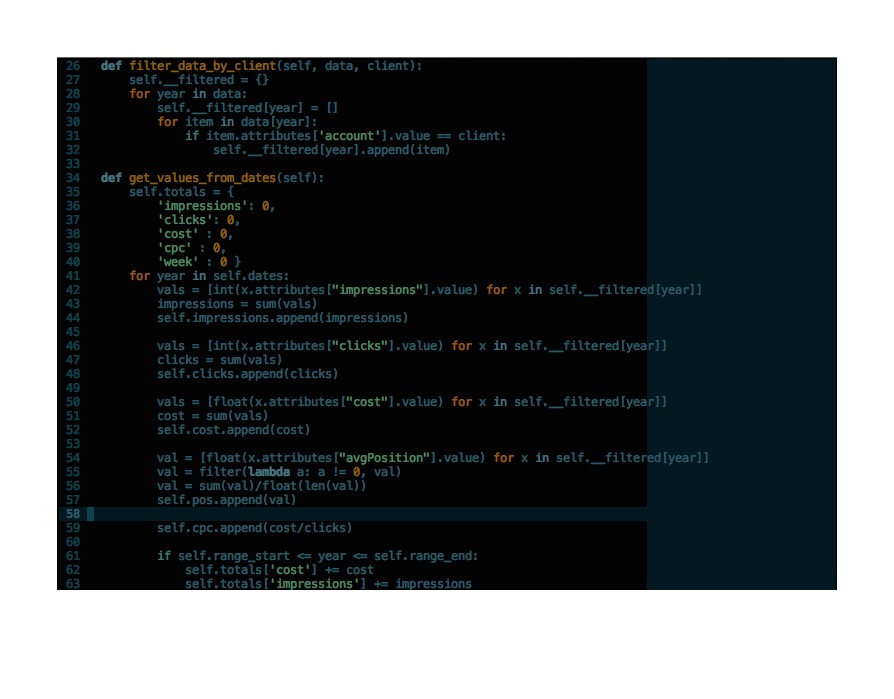 26 def filter_data_by_client(self, data, client):
27 self.__filtered = {}
28 for year in data:
29 self.__filtered[year] = []
30 for item in data[year]:
31 if item.attributes['account'].value == client:
32 self.__filtered[year].append(item)
33
34 def get_values_from_dates(self):
35 self.totals = {
36 'impressions': 0,
37 'clicks': 0,
38 'cost' : 0,
39 'cpc' : 0,
40 'week' : 0 }
41 for year in self.dates:
42 vals = [int(x.attributes["impressions"].value) for x in self.__filtered[year]]
43 impressions = sum(vals)
44 self.impressions.append(impressions)
45
46 vals = [int(x.attributes["clicks"].value) for x in self.__filtered[year]]
47 clicks = sum(vals)
48 self.clicks.append(clicks)
49
50 vals = [float(x.attributes["cost"].value) for x in self.__filtered[year]]
51 cost = sum(vals)
52 self.cost.append(cost)
53
54 val = [float(x.attributes["avgPosition"].value) for x in self.__filtered[year]]
55 val = filter(lambda a: a != 0, val)
56 val = sum(val)/float(len(val))
57 self.pos.append(val)
58
59 self.cpc.append(cost/clicks)
60
61 if self.range_start <= year <= self.range_end:
62 self.totals['cost'] += cost
63 self.totals['impressions'] += impressions